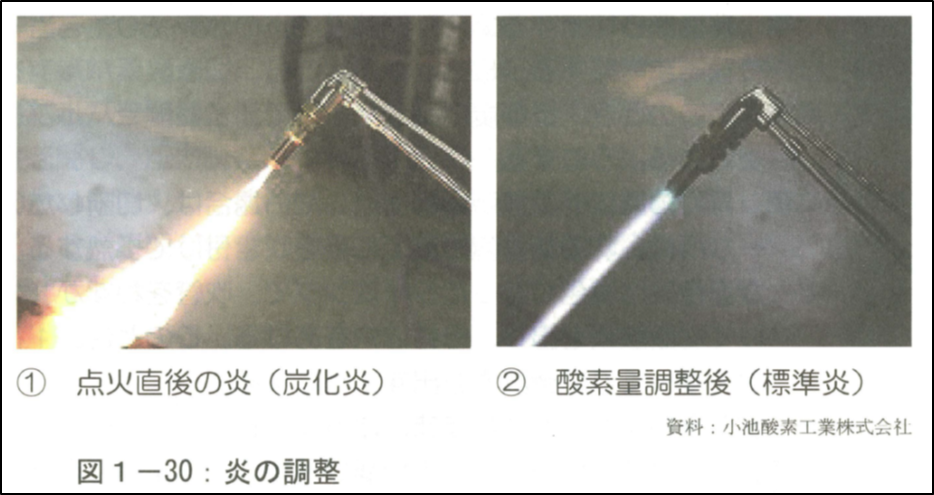 ① 点火直後の炎（炭化炎）
② 酸素量調整後（標準炎）
資料：小池酸素工業株式会社
図1－30：炎の調整